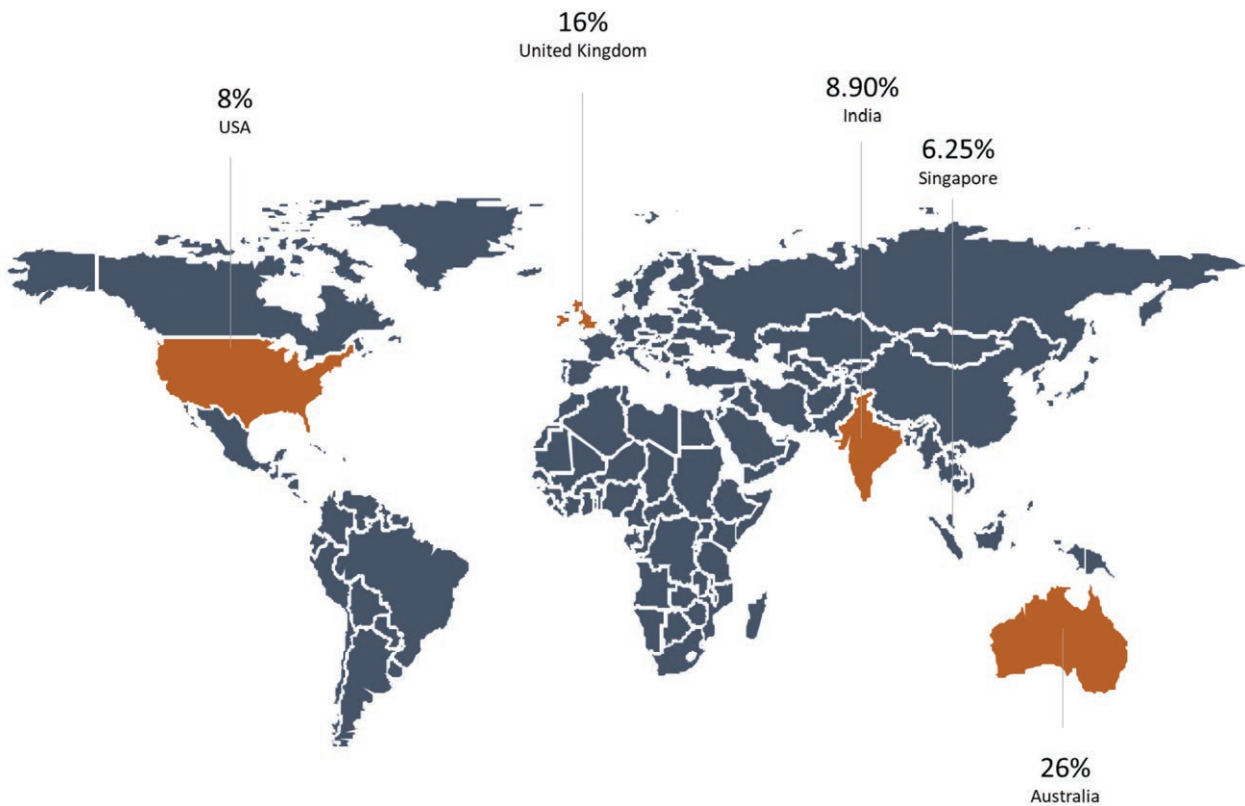 16%
United Kingdom
8%
USA
8.90%
India
6.25%
Singapore
26%
Australia